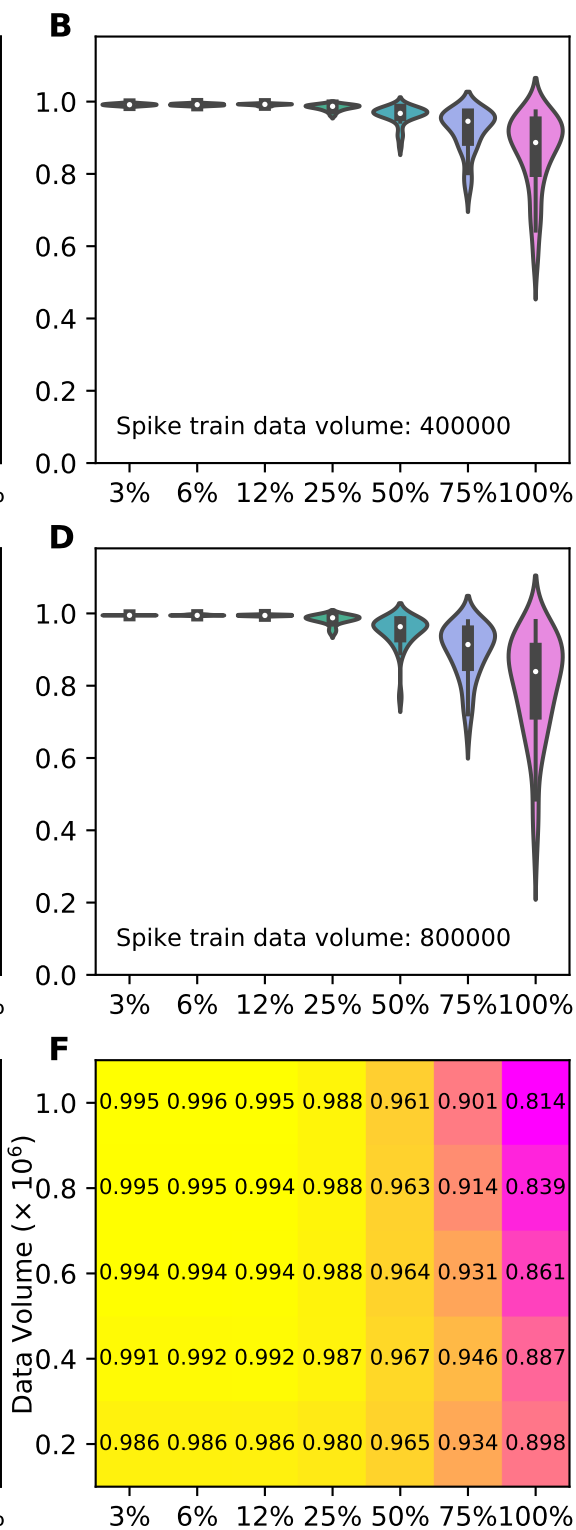 B
1.0
0.8
0.6
0.4
0.2
0.0
Spike train data volume: 400000
3% 6% 12% 25% 50% 75% 100%
D
1.0
0.8
0.6
0.4
0.2
0.0
Spike train data volume: 800000
3% 6% 12% 25% 50% 75% 100%
F
Data Volume (× 10⁶)
1.0 0.995 0.996 0.995 0.988 0.961 0.901 0.814
0.8 0.995 0.995 0.994 0.988 0.963 0.914 0.839
0.6 0.994 0.994 0.994 0.988 0.964 0.931 0.861
0.4 0.991 0.992 0.992 0.987 0.967 0.946 0.887
0.2 0.986 0.986 0.986 0.980 0.965 0.934 0.898
3% 6% 12% 25% 50% 75% 100%